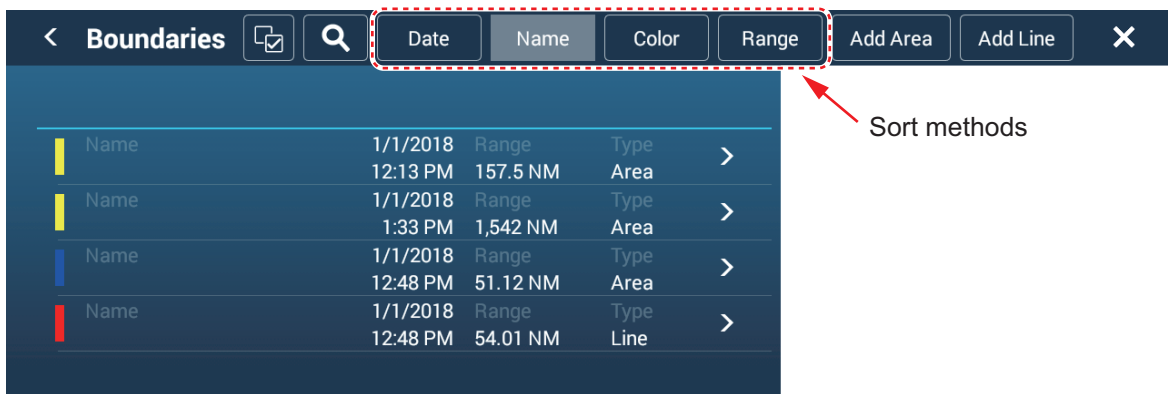 Boundaries Date Name Color Range Add Area Add Line
Sort methods
Name 1/1/2018 Range Type
12:13 PM 157.5 NM Area
Name 1/1/2018 Range Type
1:33 PM 1,542 NM Area
Name 1/1/2018 Range Type
12:48 PM 51.12 NM Area
Name 1/1/2018 Range Type
12:48 PM 54.01 NM Line